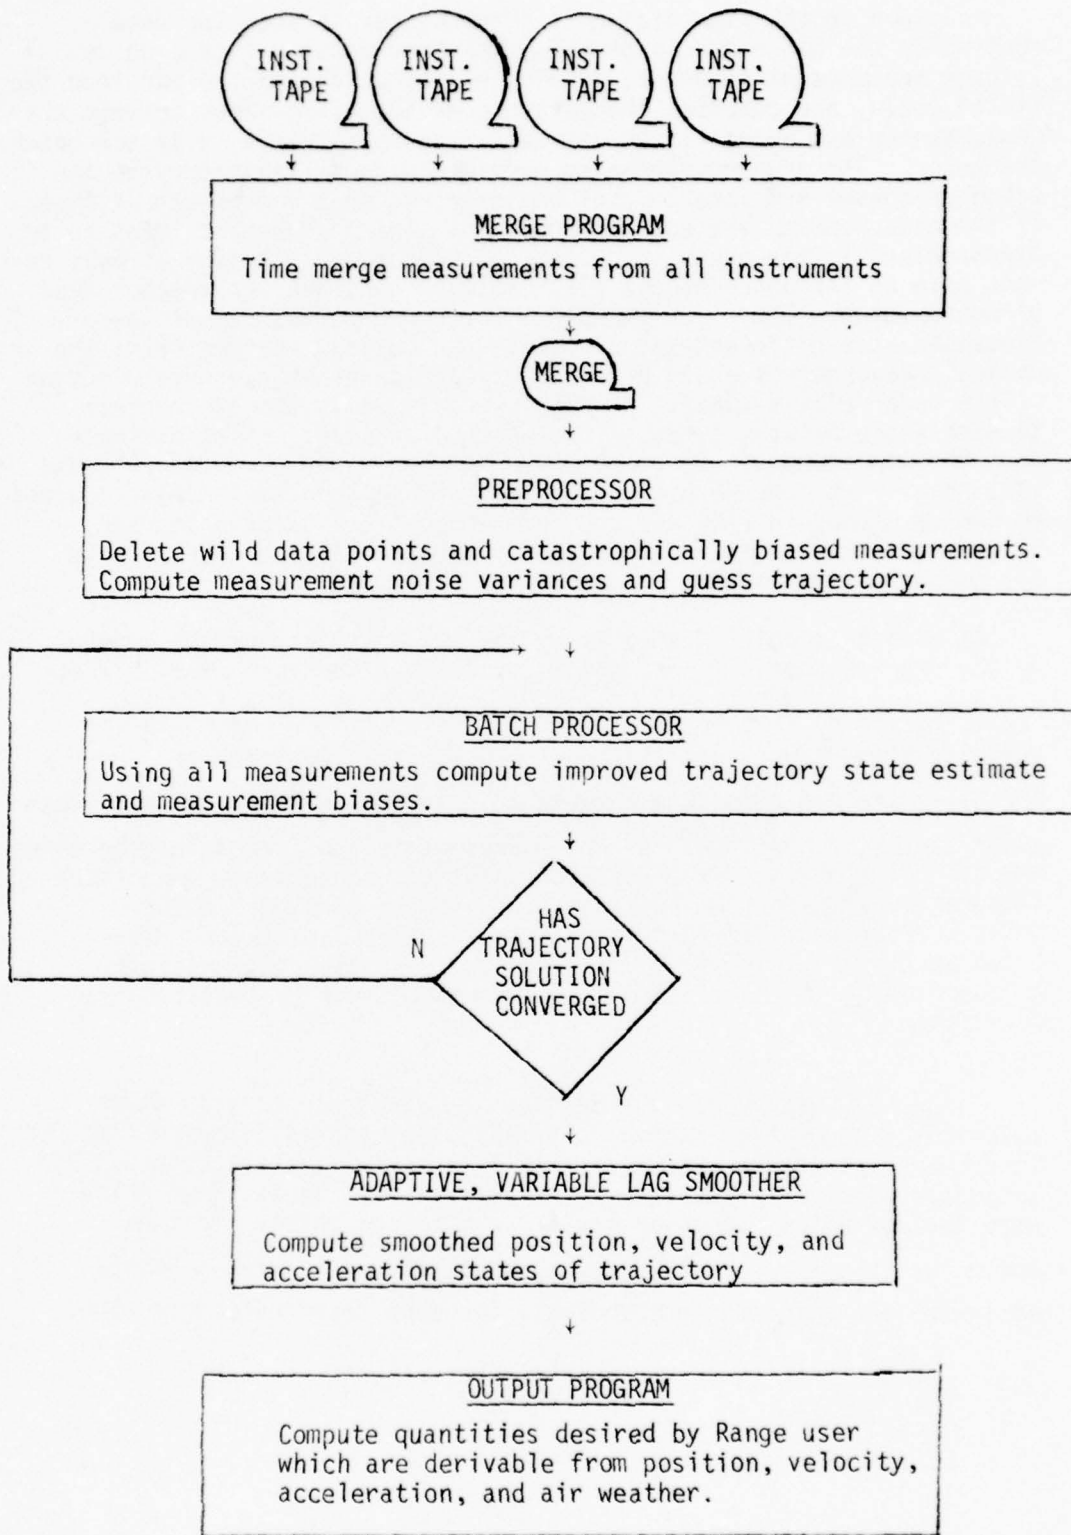 INST. TAPE
INST. TAPE
INST. TAPE
INST. TAPE
MERGE PROGRAM
Time merge measurements from all instruments
MERGE
PREPROCESSOR
Delete wild data points and catastrophically biased measurements.
Compute measurement noise variances and guess trajectory.
BATCH PROCESSOR
Using all measurements compute improved trajectory state estimate
and measurement biases.
HAS
TRAJECTORY
SOLUTION
CONVERGED
N
Y
ADAPTIVE, VARIABLE LAG SMOOTHER
Compute smoothed position, velocity, and
acceleration states of trajectory
OUTPUT PROGRAM
Compute quantities desired by Range user
which are derivable from position, velocity,
acceleration, and air weather.